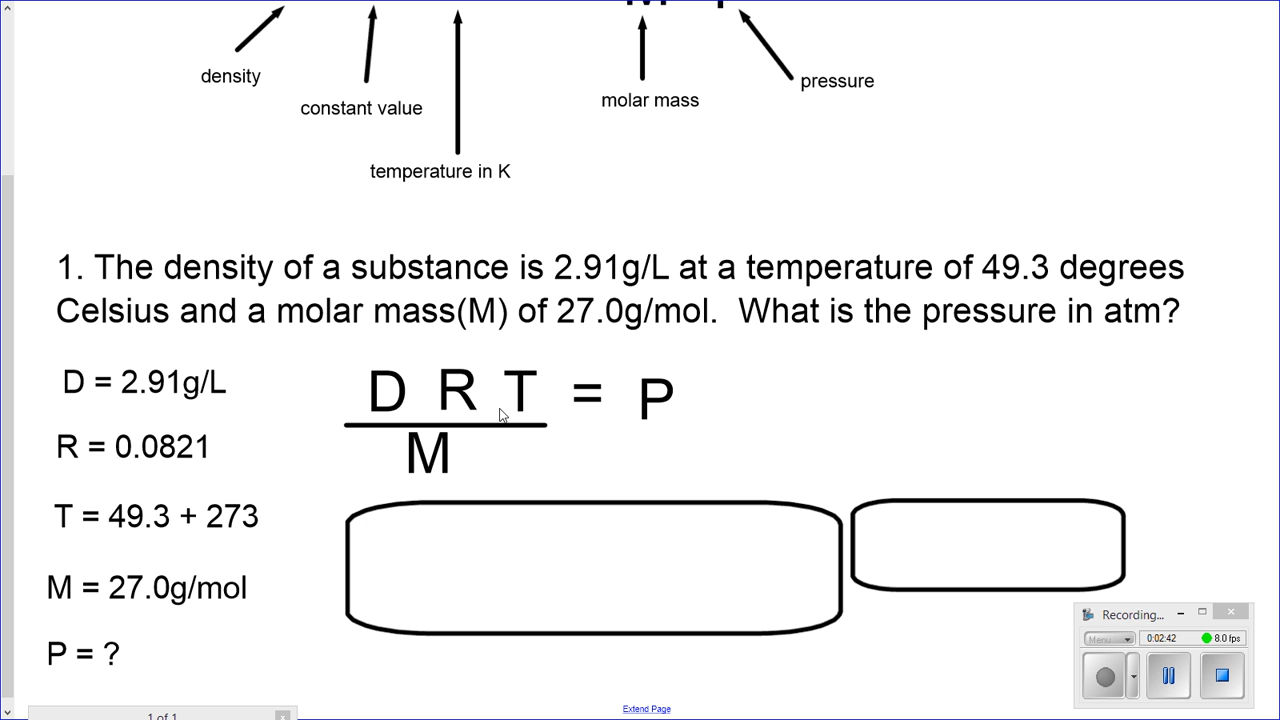 density
constant value
temperature in K
molar mass
pressure
1. The density of a substance is 2.91g/L at a temperature of 49.3 degrees
Celsius and a molar mass(M) of 27.0g/mol.  What is the pressure in atm?
D = 2.91g/L
R = 0.0821
T = 49.3 + 273
M = 27.0g/mol
P = ?
D R T = P
M
Recording...
Menu
0:02:42
8.0 fps
Extend Page
1 of 1